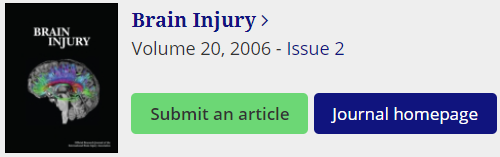 BRAIN
INJURY
Brain Injury >
Volume 20, 2006 - Issue 2
Submit an article
Journal homepage